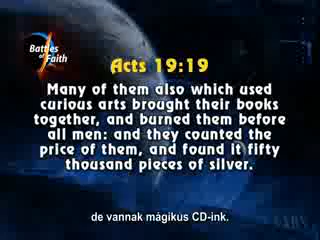 Battles
of Faith
Acts 19:19
Many of them also which used
curious arts brought their books
together, and burned them before
all men: and they counted the
price of them, and found it fifty
thousand pieces of silver.
de vannak mágikus CD-ink.